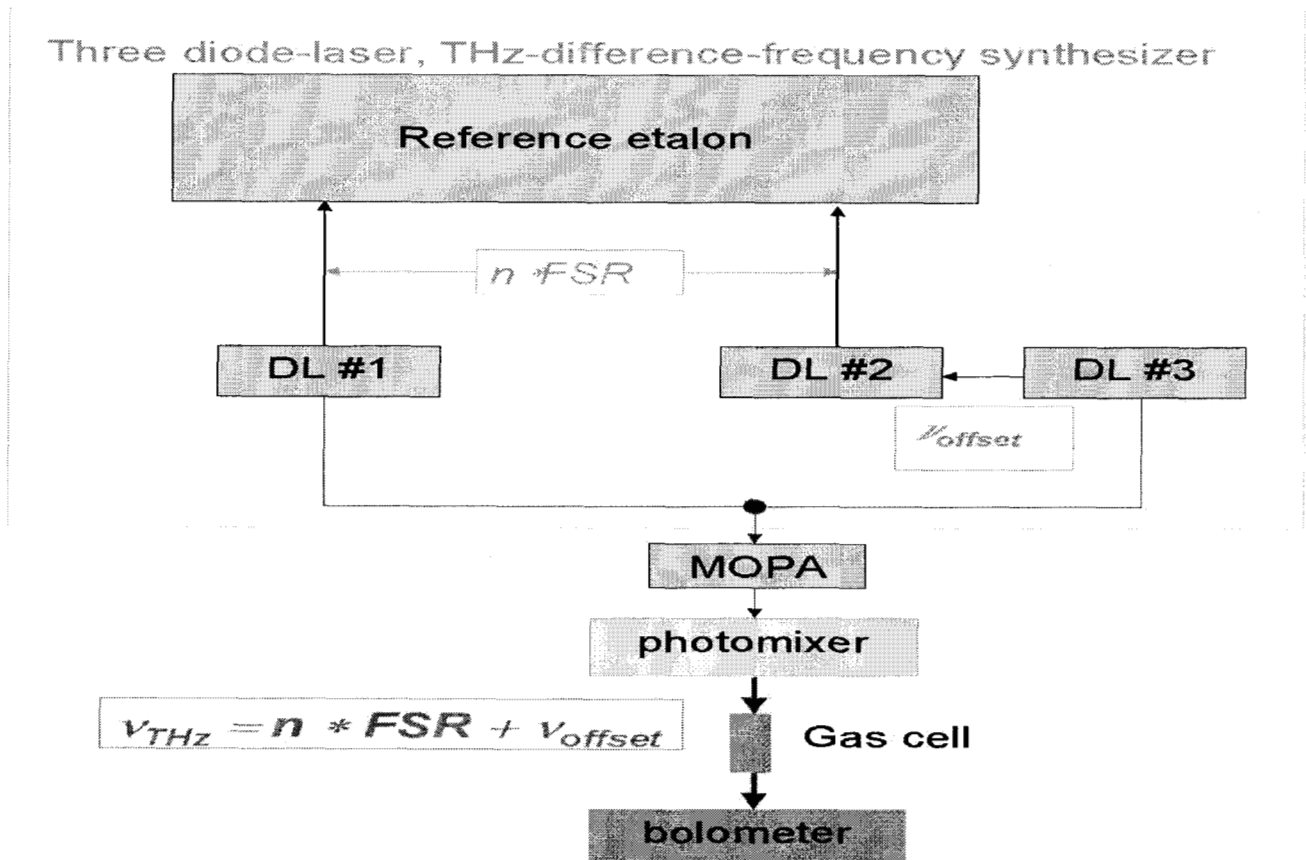 Three diode-laser, THz-difference-frequency synthesizer
Reference etalon
n *FSR
DL #1
DL #2
DL #3
νoffset
MOPA
photomixer
νTHz = n * FSR + νoffset
Gas cell
bolometer